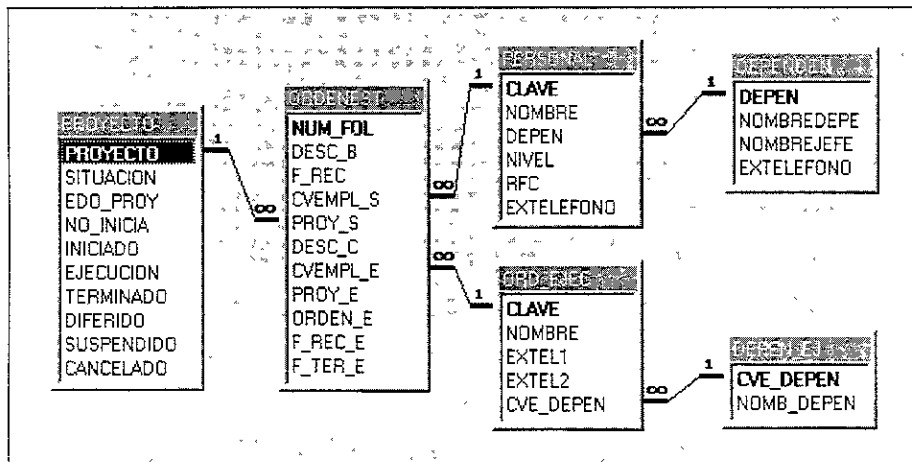 PROYECTO
PROYECTO
SITUACION
EDO_PROY
NO_INICIA
INICIADO
EJECUCION
TERMINADO
DIFERIDO
SUSPENDIDO
CANCELADO
1
∞
NUM_FOL
DESC_B
F_REC
CVEMPL_S
PROY_S
DESC_C
CVEMPL_E
PROY_E
ORDEN_E
F_REC_E
F_TER_E
∞
1
∞
1
CLAVE
NOMBRE
DEPEN
NIVEL
RFC
EXTELEFONO
∞
1
DEPEN
NOMBREDEPE
NOMBREJEFE
EXTELEFONO
CLAVE
NOMBRE
EXTEL1
EXTEL2
CVE_DEPEN
∞
1
CVE_DEPEN
NOMB_DEPEN